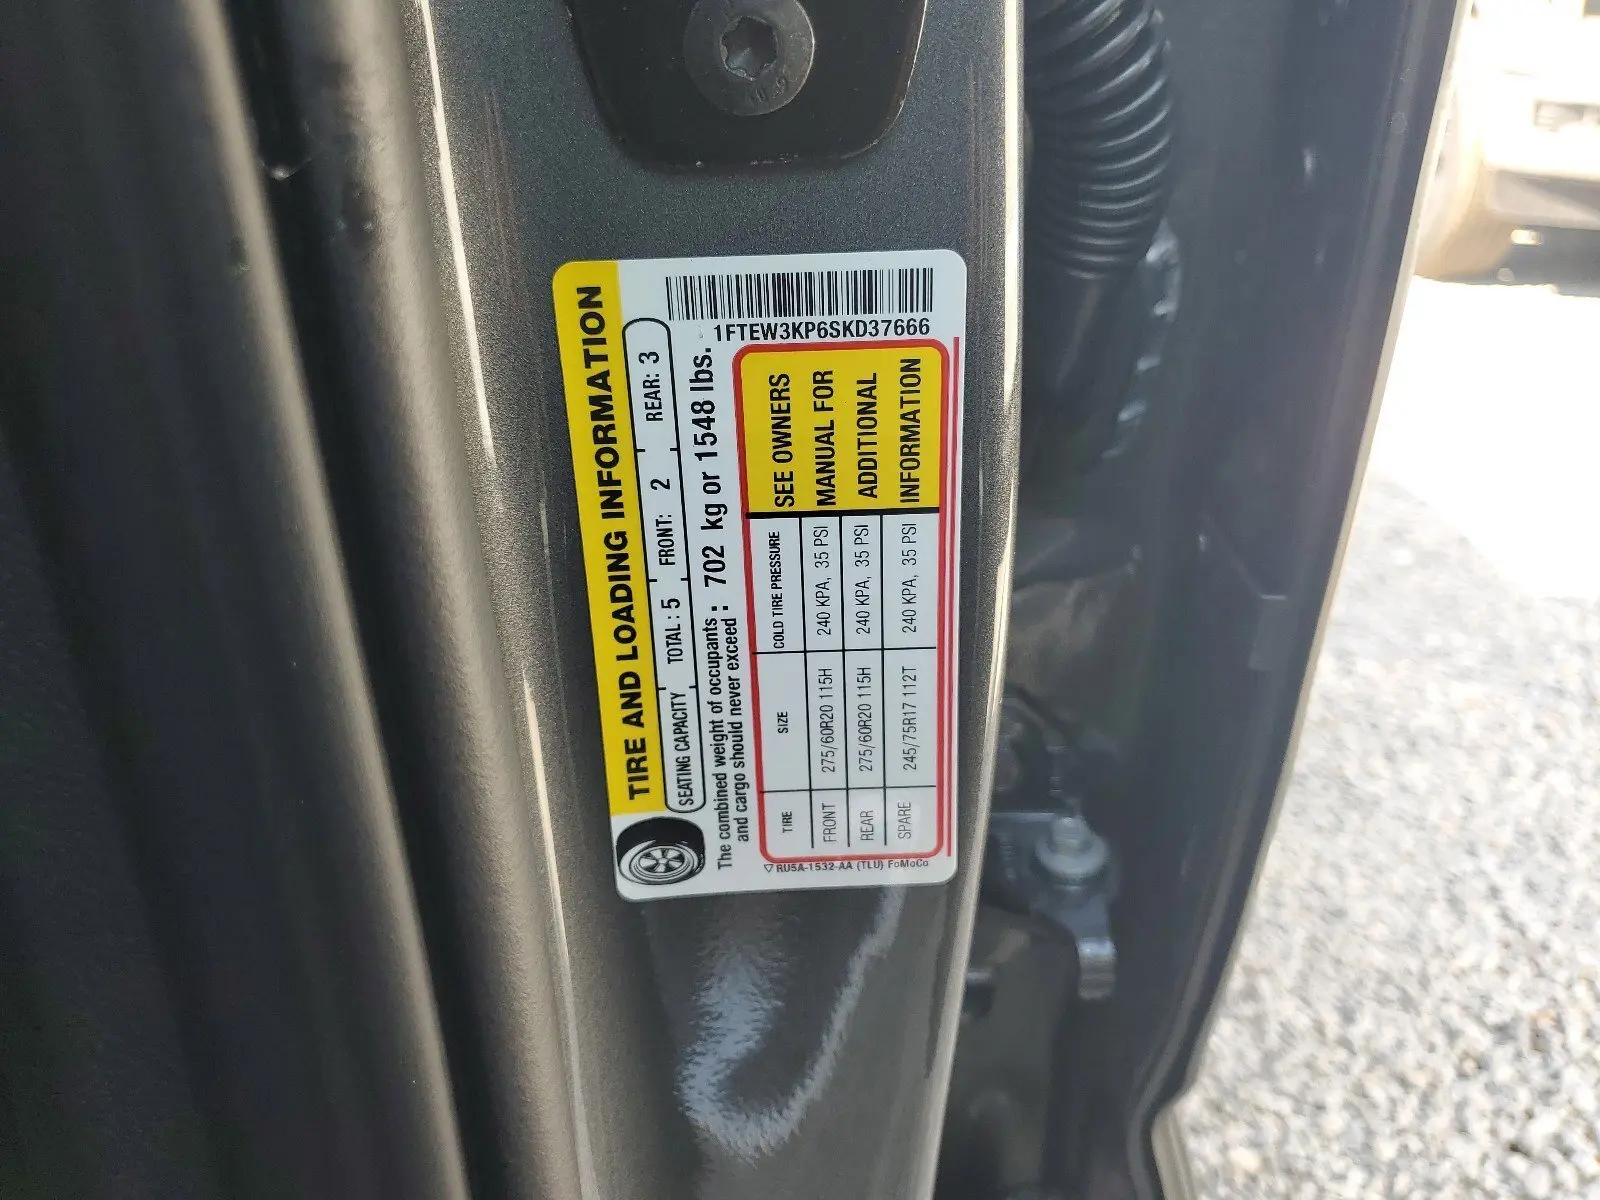 TIRE AND LOADING INFORMATION
SEATING CAPACITY TOTAL : 5 FRONT: 2 REAR: 3
The combined weight of occupants : 702 kg or 1548 lbs.
and cargo should never exceed
1FTEW3KP6SKD37666
TIRE SIZE COLD TIRE PRESSURE
FRONT 275/60R20 115H 240 KPA, 35 PSI
REAR 275/60R20 115H 240 KPA, 35 PSI
SPARE 245/75R17 112T 240 KPA, 35 PSI
SEE OWNERS
MANUAL FOR
ADDITIONAL
INFORMATION
RU5A-1532-AA (TLU) FoMoCo